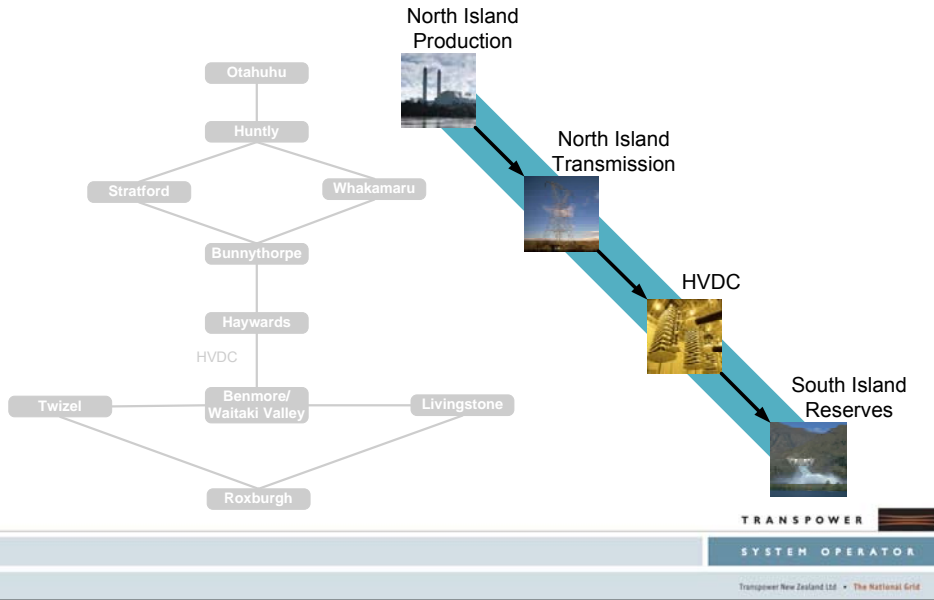 North Island
Production
Otahuhu
Huntly
North Island
Transmission
Stratford
Whakamaru
Bunnythorpe
HVDC
Haywards
HVDC
Benmore/
Waitaki Valley
Twizel
Livingstone
South Island
Reserves
Roxburgh
TRANSPOWER
SYSTEM OPERATOR
Transpower New Zealand Ltd • The National Grid